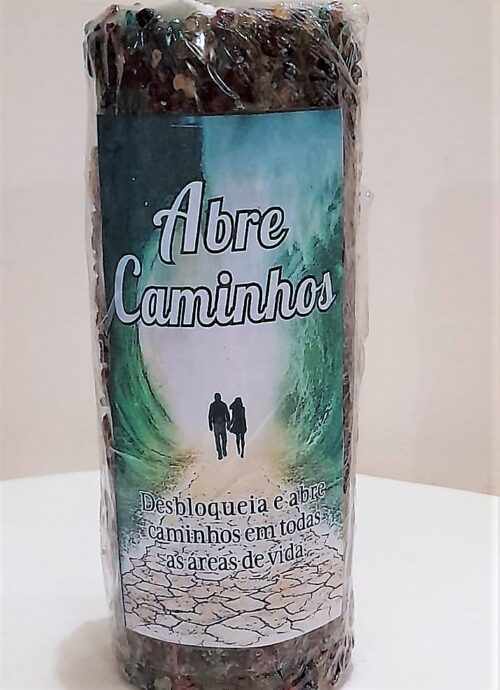 Abre
Caminhos
Desbloqueia e abre
caminhos em todas
as areas de vida